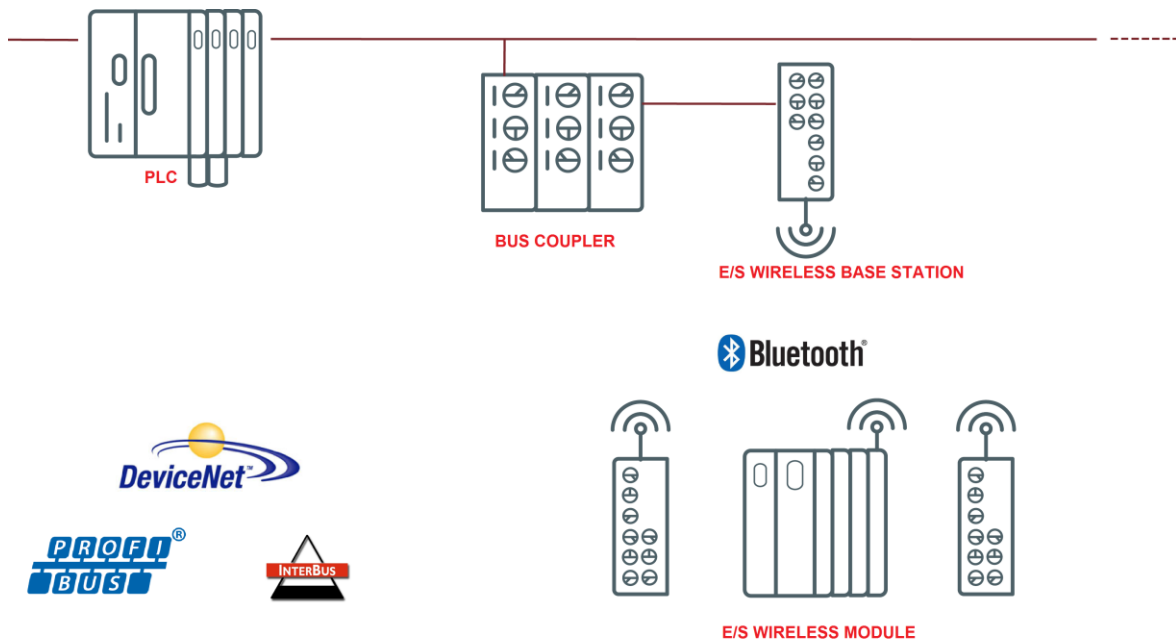 PLC
BUS COUPLER
E/S WIRELESS BASE STATION
Bluetooth®
DeviceNet™
PROFI®
BUS
INTERBUS
E/S WIRELESS MODULE